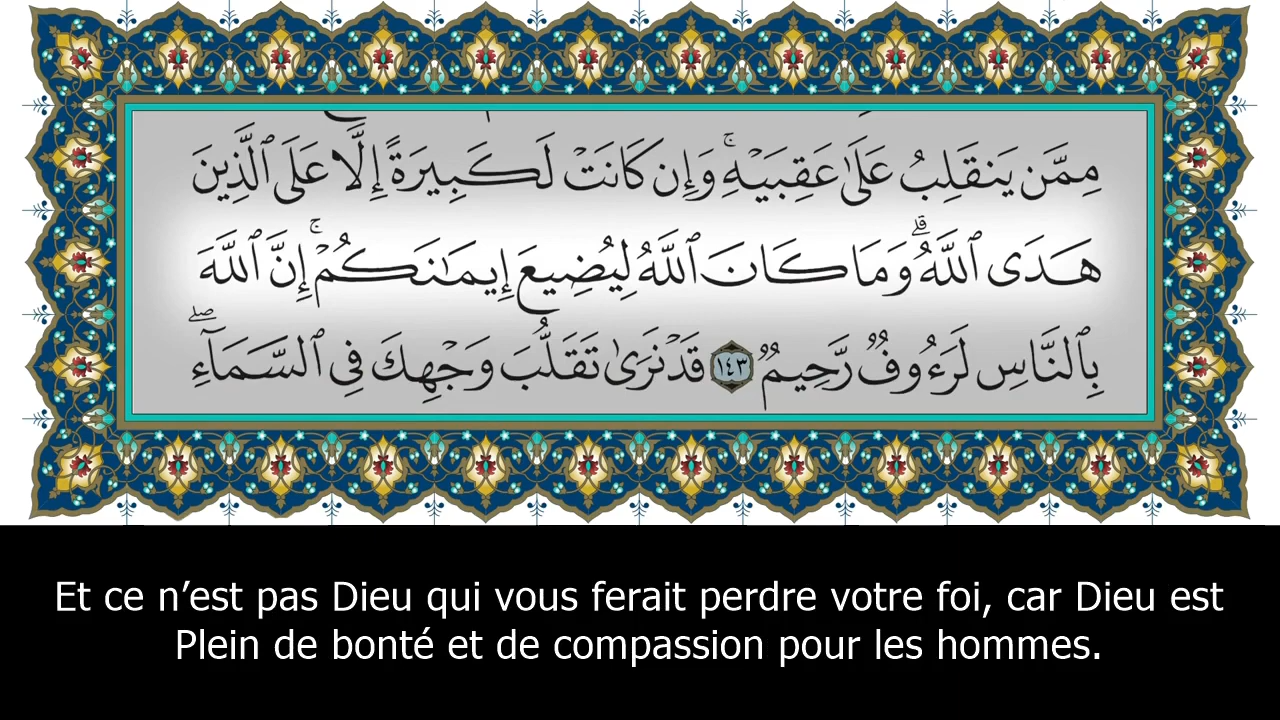 مِمَّن يَنقَلِبُ عَلَىٰ عَقِبَيْهِ ۚ وَإِن كَانَتْ لَكَبِيرَةً إِلَّا عَلَى ٱلَّذِينَ
هَدَى ٱللَّهُ ۗ وَمَا كَانَ ٱللَّهُ لِيُضِيعَ إِيمَـٰنَكُمْ ۚ إِنَّ ٱللَّهَ
بِٱلنَّاسِ لَرَءُوفٌ رَّحِيمٌ ١٤٣ قَدْ نَرَىٰ تَقَلُّبَ وَجْهِكَ فِى ٱلسَّمَآءِ ۖ
Et ce n’est pas Dieu qui vous ferait perdre votre foi, car Dieu est
Plein de bonté et de compassion pour les hommes.